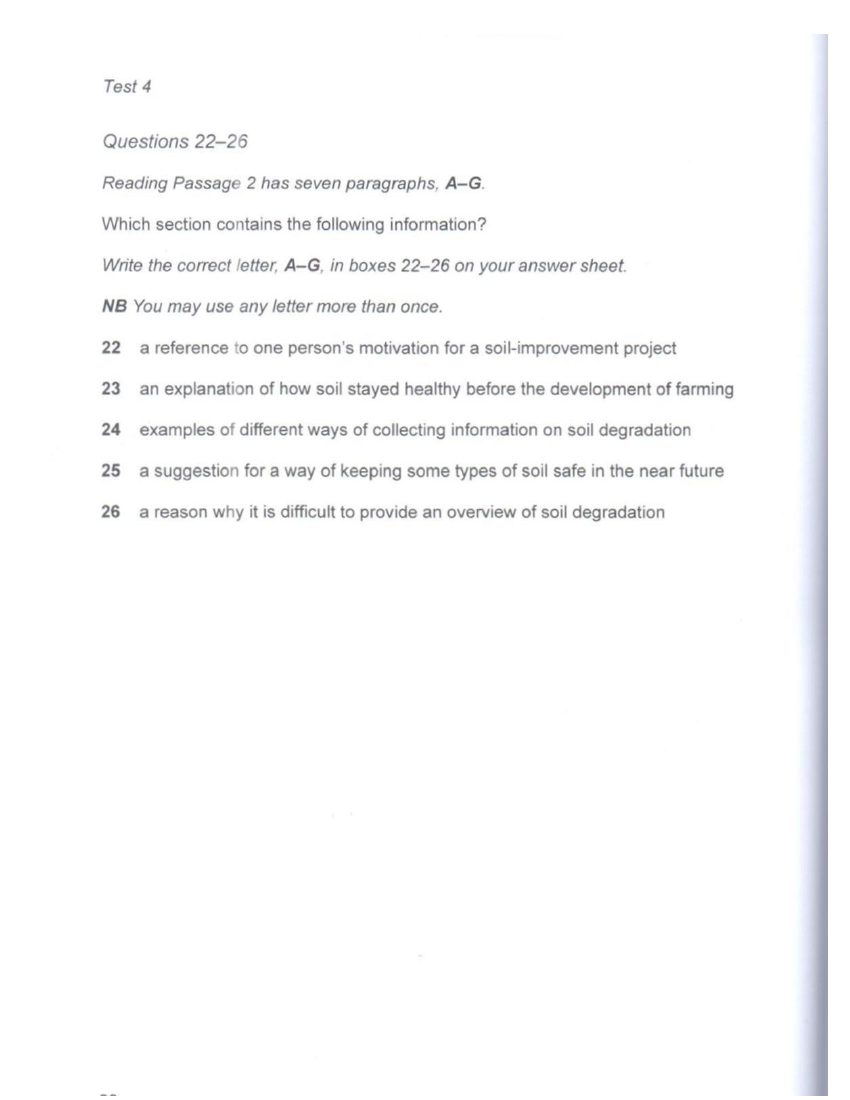 Test 4
Questions 22–26
Reading Passage 2 has seven paragraphs, A–G.
Which section contains the following information?
Write the correct letter, A–G, in boxes 22–26 on your answer sheet.
NB You may use any letter more than once.
22 a reference to one person's motivation for a soil-improvement project
23 an explanation of how soil stayed healthy before the development of farming
24 examples of different ways of collecting information on soil degradation
25 a suggestion for a way of keeping some types of soil safe in the near future
26 a reason why it is difficult to provide an overview of soil degradation